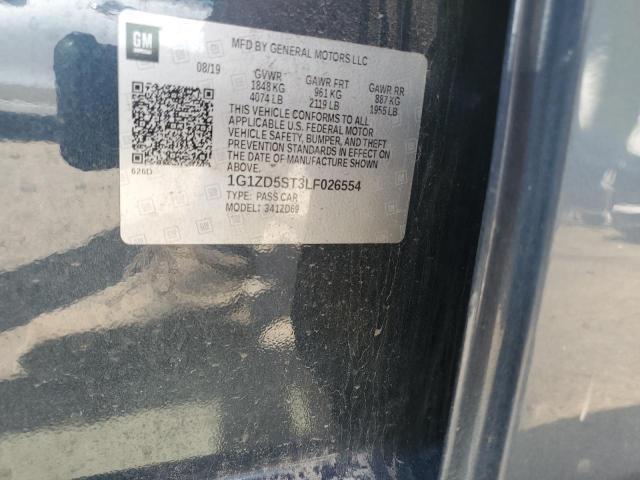 GM
MFD BY GENERAL MOTORS LLC
08/19 GVWR GAWR FRT GAWR RR
1848 KG 961 KG 887 KG
4074 LB 2119 LB 1955 LB
THIS VEHICLE CONFORMS TO ALL
APPLICABLE U.S. FEDERAL MOTOR
VEHICLE SAFETY, BUMPER, AND THEFT
PREVENTION STANDARDS IN EFFECT ON
THE DATE OF MANUFACTURE SHOWN
ABOVE.
626D
1G1ZD5ST3LF026554
TYPE: PASS CAR
MODEL: 341ZD69